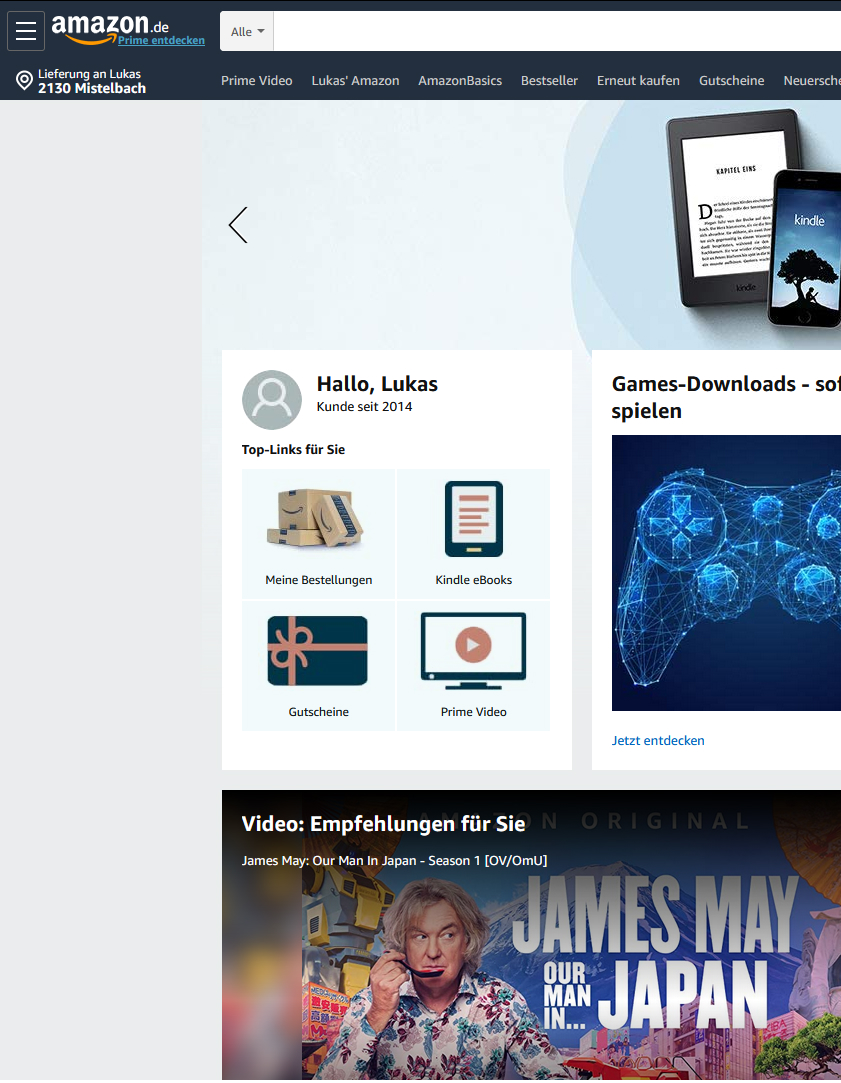 amazon.de
Prime entdecken
Alle
Lieferung an Lukas
2130 Mistelbach
Prime Video Lukas' Amazon AmazonBasics Bestseller Erneut kaufen Gutscheine Neuersche
KAPITEL EINS
kindle
kindle
Hallo, Lukas
Kunde seit 2014
Top-Links für Sie
Meine Bestellungen
Kindle eBooks
Gutscheine
Prime Video
Games-Downloads - sof
spielen
Jetzt entdecken
Video: Empfehlungen für Sie
AMAZON ORIGINAL
James May: Our Man In Japan - Season 1 [OV/OmU]
JAMES MAY
OUR
MAN
IN... JAPAN